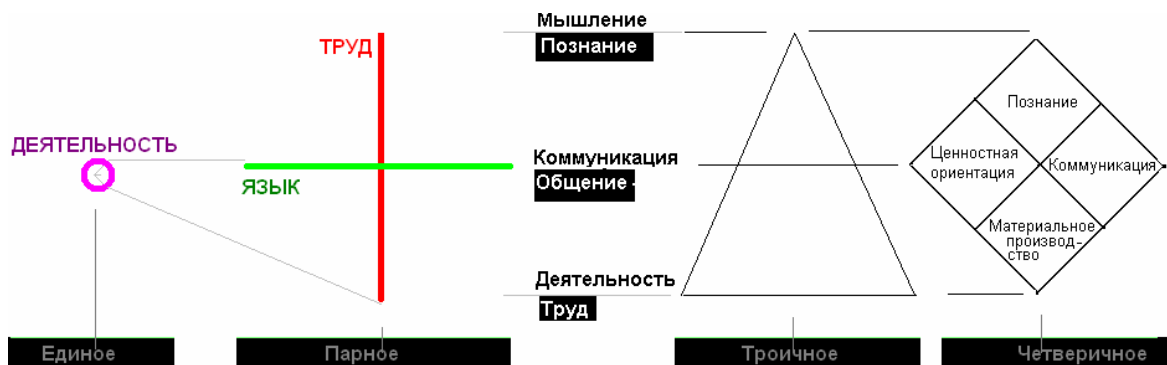 Мышление
Познание
ТРУД
ДЕЯТЕЛЬНОСТЬ
ЯЗЫК
Коммуникация
Общение -
Деятельность
Труд
Познание
Ценностная
ориентация
Коммуникация
Материальное
производ-
ство
Единое
Парное
Троичное
Четверичное